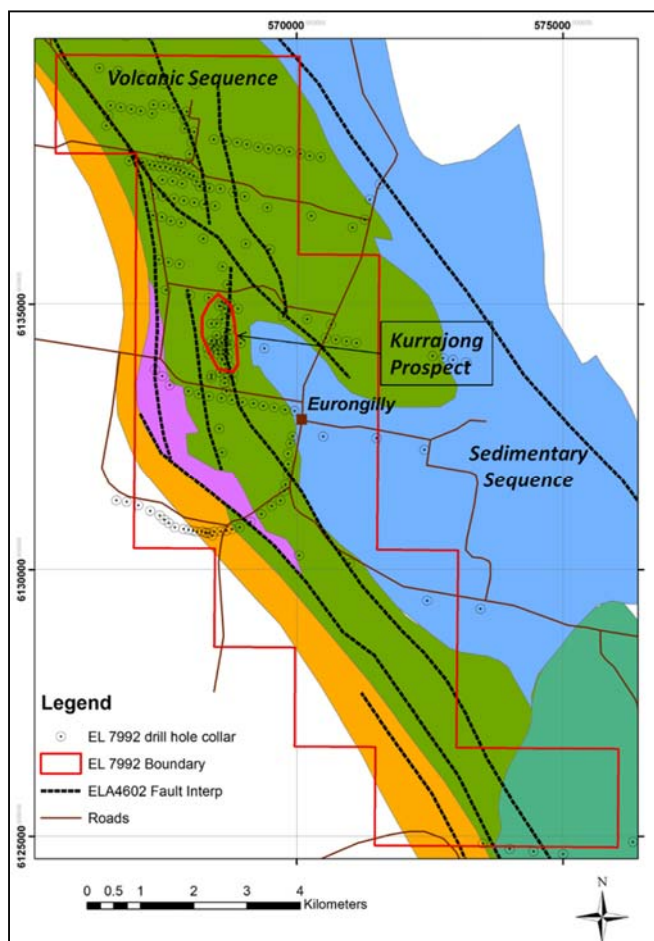 570000
575000
Volcanic Sequence
6135000
Kurrajong
Prospect
Eurongilly
Sedimentary
Sequence
6130000
Legend
EL 7992 drill hole collar
EL 7992 Boundary
ELA4602 Fault Interp
Roads
6125000
0 0.5 1 2 3 4
Kilometers
N